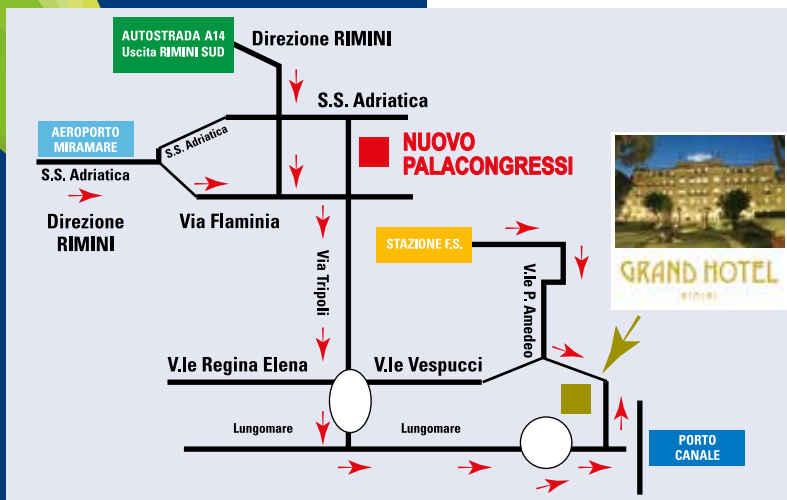 AUTOSTRADA A14
Uscita RIMINI SUD
Direzione RIMINI
S.S. Adriatica
AEROPORTO
MIRAMARE
S.S. Adriatica
NUOVO
PALACONGRESSI
S.S. Adriatica
Direzione
RIMINI
Via Flaminia
STAZIONE F.S.
Via Tripoli
V.le P. Amedeo
GRAND HOTEL
RIMINI
V.le Regina Elena
V.le Vespucci
Lungomare
Lungomare
PORTO
CANALE